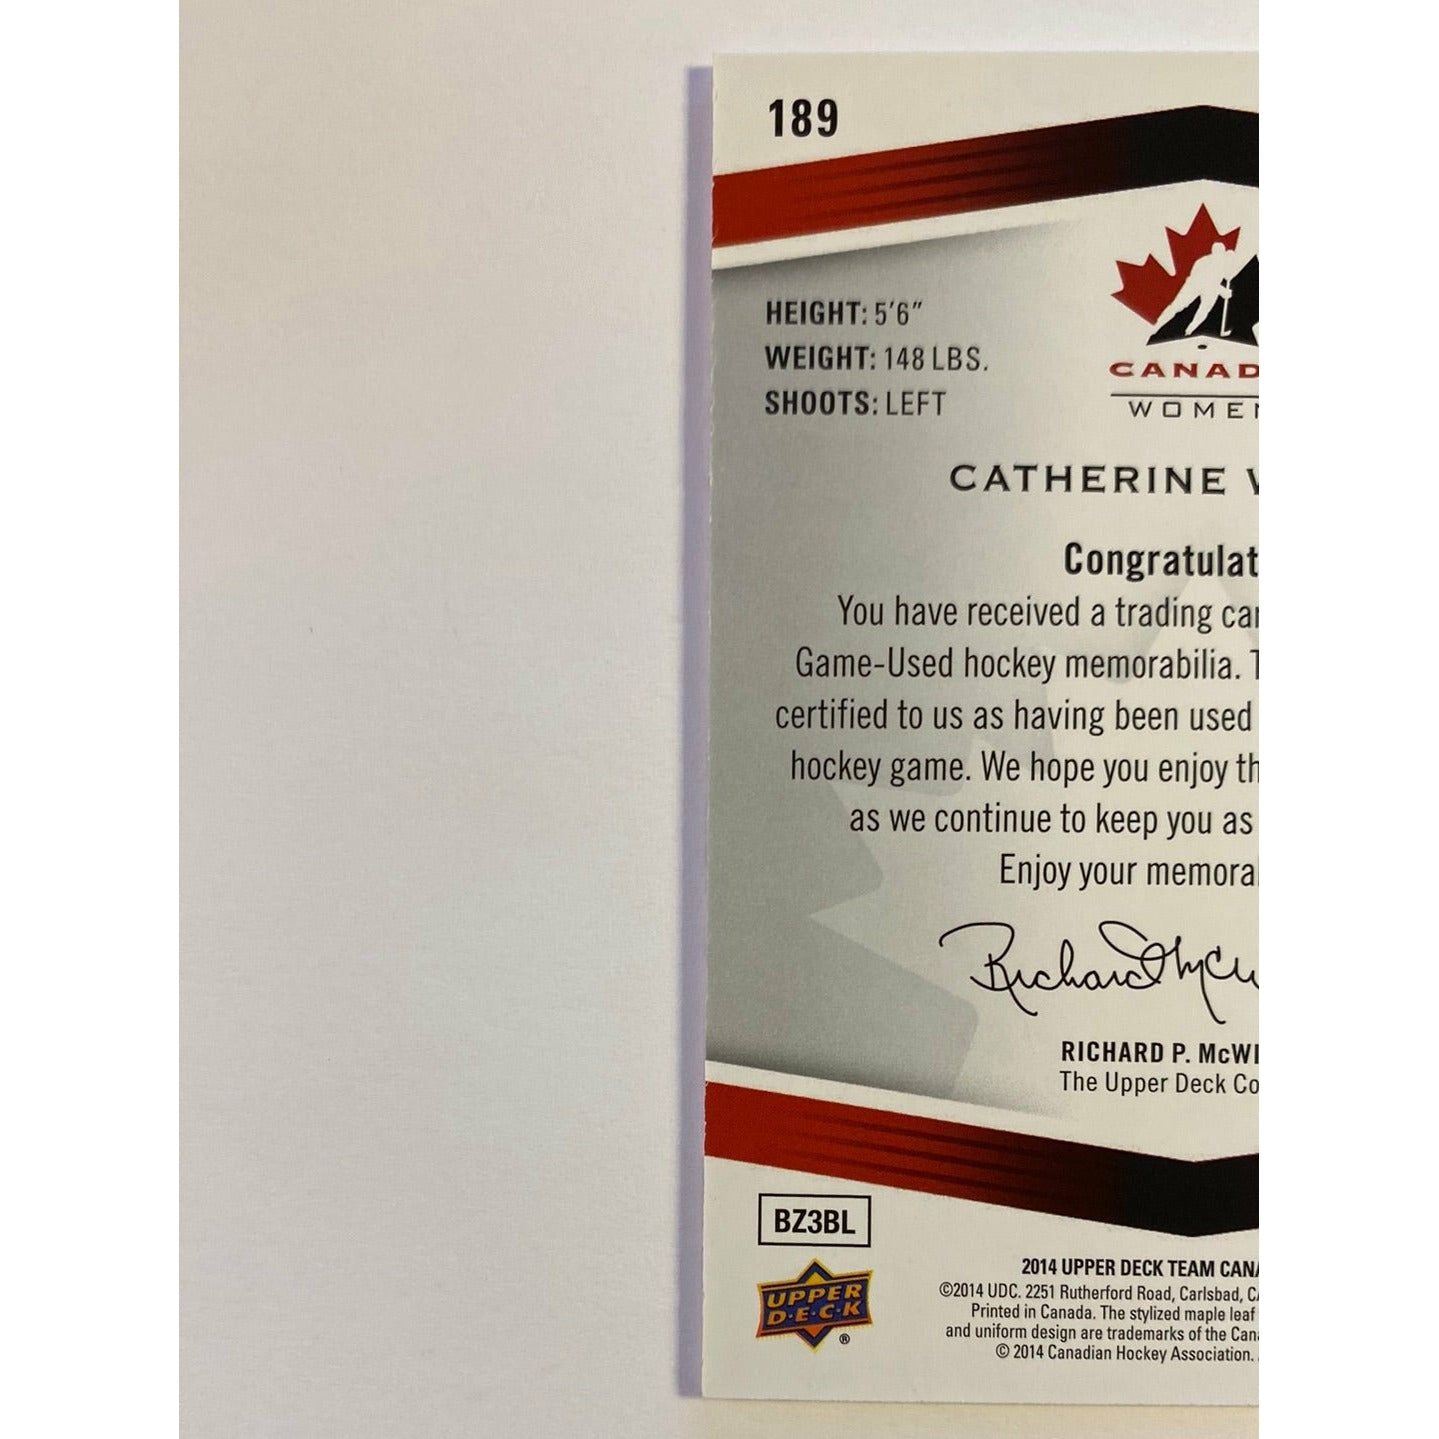 189
HEIGHT: 5'6"
WEIGHT: 148 LBS.
SHOOTS: LEFT
CANAD
WOMEN
CATHERINE
Congratulat
You have received a trading car
Game-Used hockey memorabilia. T
certified to us as having been used
hockey game. We hope you enjoy th
as we continue to keep you as
Enjoy your memora
Richard McW
RICHARD P. McWI
The Upper Deck Co
BZ3BL
UPPER
D·E·C·K
®
2014 UPPER DECK TEAM CANA
©2014 UDC. 2251 Rutherford Road, Carlsbad, CA
Printed in Canada. The stylized maple leaf
and uniform design are trademarks of the Cana
© 2014 Canadian Hockey Association.